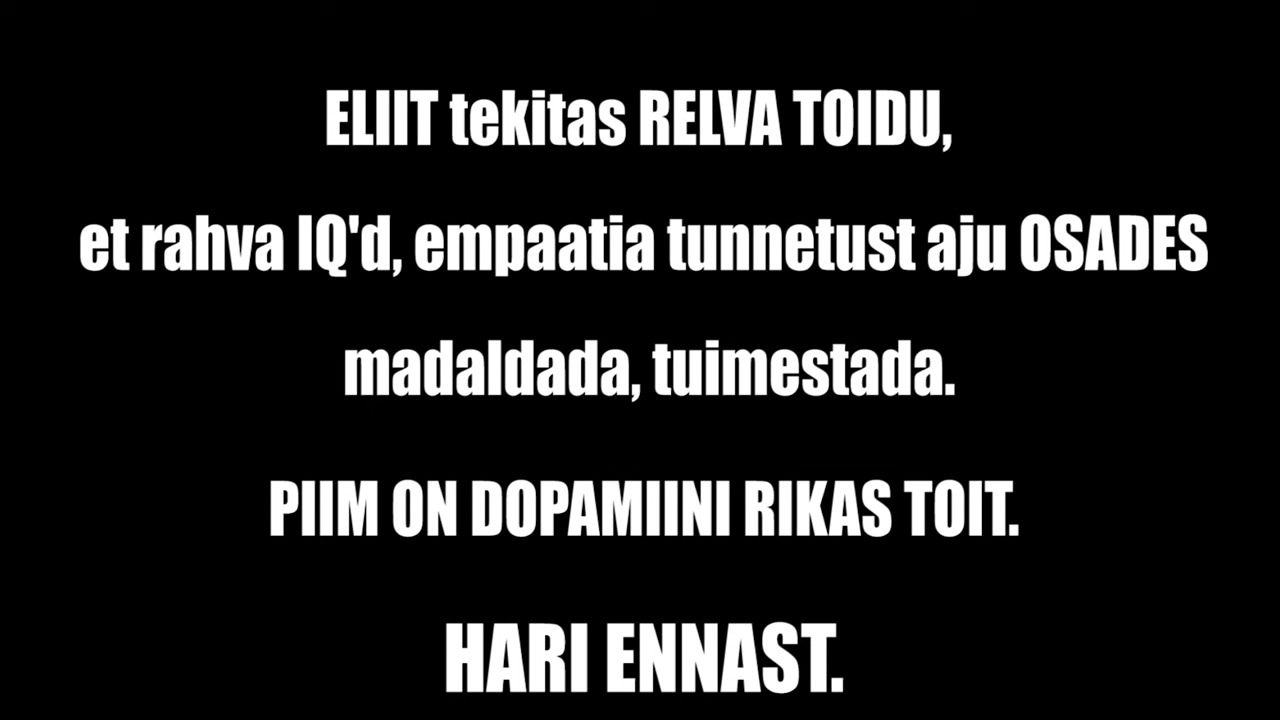 ELIIT tekitas RELVA TOIDU,
et rahva IQ'd, empaatia tunnetust aju OSADES
madaldada, tuimestada.
PIIM ON DOPAMIINI RIKAS TOIT.
HARI ENNAST.